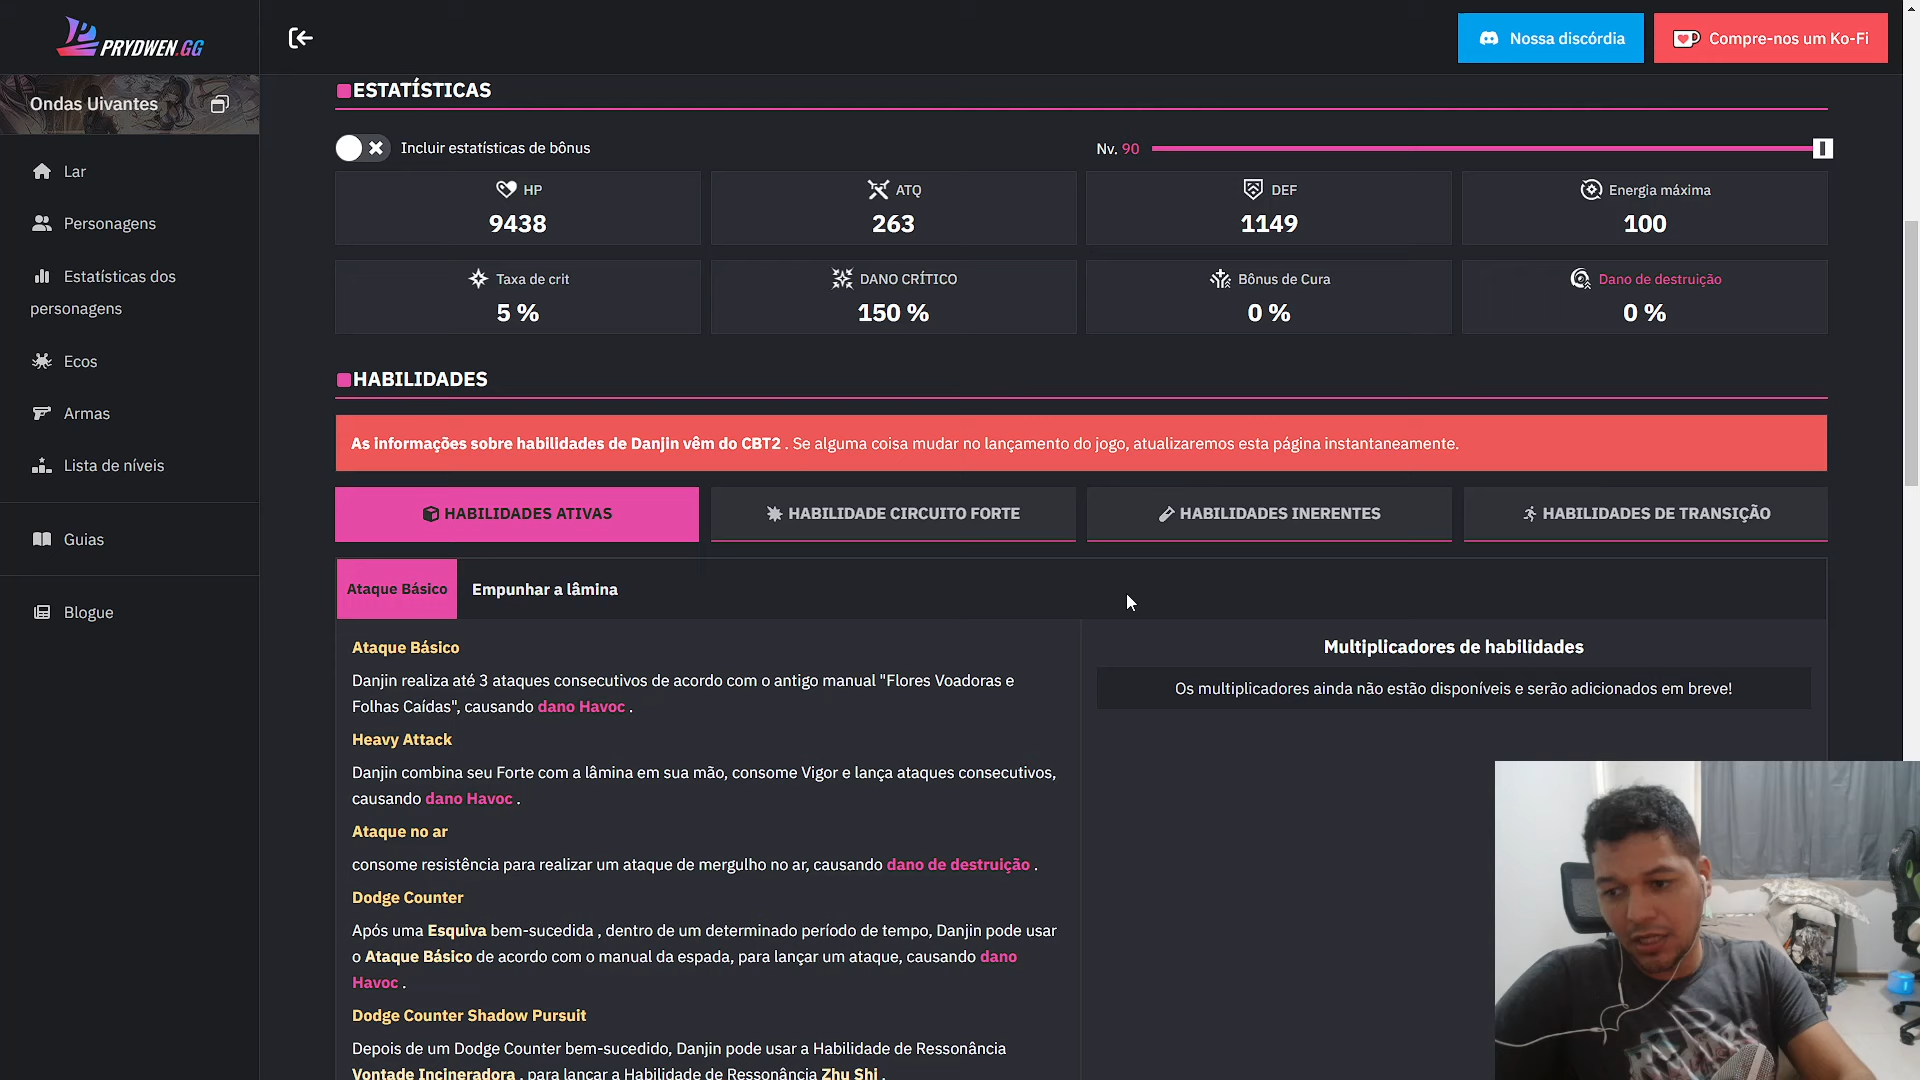 PRYDWEN.GG
Nossa discórdia
Compre-nos um Ko-Fi
Ondas Uivantes
Lar
Personagens
Estatísticas dos
personagens
Ecos
Armas
Lista de níveis
Guias
Blogue
ESTATÍSTICAS
Incluir estatísticas de bônus
Nv. 90
HP
9438
ATQ
263
DEF
1149
Energia máxima
100
Taxa de crit
5 %
DANO CRÍTICO
150 %
Bônus de Cura
0 %
Dano de destruição
0 %
HABILIDADES
As informações sobre habilidades de Danjin vêm do CBT2 . Se alguma coisa mudar no lançamento do jogo, atualizaremos esta página instantaneamente.
HABILIDADES ATIVAS
HABILIDADE CIRCUITO FORTE
HABILIDADES INERENTES
HABILIDADES DE TRANSIÇÃO
Ataque Básico
Empunhar a lâmina
Ataque Básico
Danjin realiza até 3 ataques consecutivos de acordo com o antigo manual "Flores Voadoras e
Folhas Caídas", causando dano Havoc .
Heavy Attack
Danjin combina seu Forte com a lâmina em sua mão, consome Vigor e lança ataques consecutivos,
causando dano Havoc .
Ataque no ar
consome resistência para realizar um ataque de mergulho no ar, causando dano de destruição .
Dodge Counter
Após uma Esquiva bem-sucedida , dentro de um determinado período de tempo, Danjin pode usar
o Ataque Básico de acordo com o manual da espada, para lançar um ataque, causando dano
Havoc .
Dodge Counter Shadow Pursuit
Depois de um Dodge Counter bem-sucedido, Danjin pode usar a Habilidade de Ressonância
Vontade Incineradora , para lançar a Habilidade de Ressonância Zhu Shi .
Multiplicadores de habilidades
Os multiplicadores ainda não estão disponíveis e serão adicionados em breve!